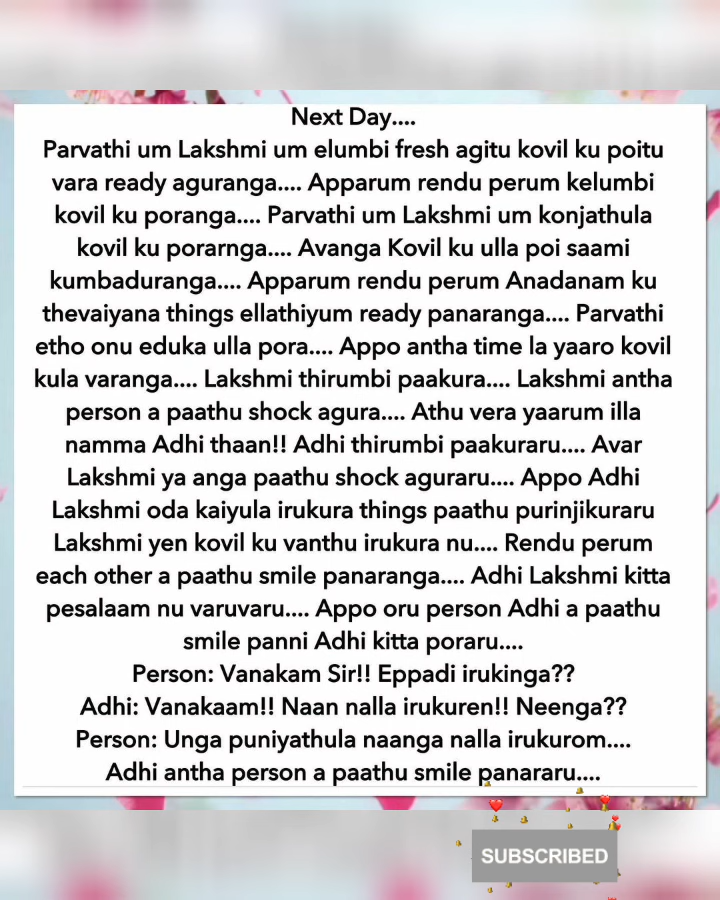 Next Day....
Parvathi um Lakshmi um elumbi fresh agitu kovil ku poitu
vara ready aguranga.... Apparum rendu perum kelumbi
kovil ku poranga.... Parvathi um Lakshmi um konjathula
kovil ku porarnga.... Avanga Kovil ku ulla poi saami
kumbaduranga.... Apparum rendu perum Anadanam ku
thevaiyana things ellathiyum ready panaranga.... Parvathi
etho onu eduka ulla pora.... Appo antha time la yaaro kovil
kula varanga.... Lakshmi thirumbi paakura.... Lakshmi antha
person a paathu shock agura.... Athu vera yaarum illa
namma Adhi thaan!! Adhi thirumbi paakuraru.... Avar
Lakshmi ya anga paathu shock aguraru.... Appo Adhi
Lakshmi oda kaiyula irukura things paathu purinjikuraru
Lakshmi yen kovil ku vanthu irukura nu.... Rendu perum
each other a paathu smile panaranga.... Adhi Lakshmi kitta
pesalaam nu varuvaru.... Appo oru person Adhi a paathu
smile panni Adhi kitta poraru....
Person: Vanakam Sir!! Eppadi irukinga??
Adhi: Vanakaam!! Naan nalla irukuren!! Neenga??
Person: Unga puniyathula naanga nalla irukurom....
Adhi antha person a paathu smile panararu....
SUBSCRIBED